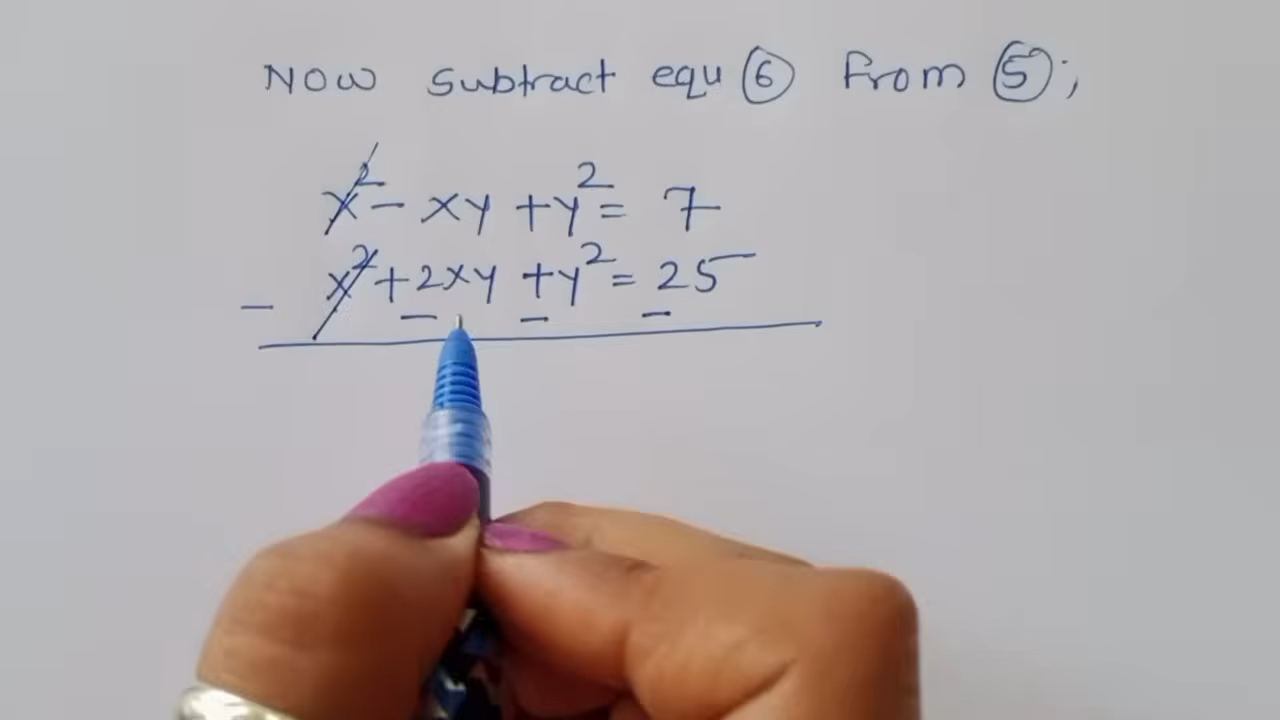 Now subtract equ ⑥ from ⑤;
x² - xy + y² = 7
x² + 2xy + y² = 25
- - - -